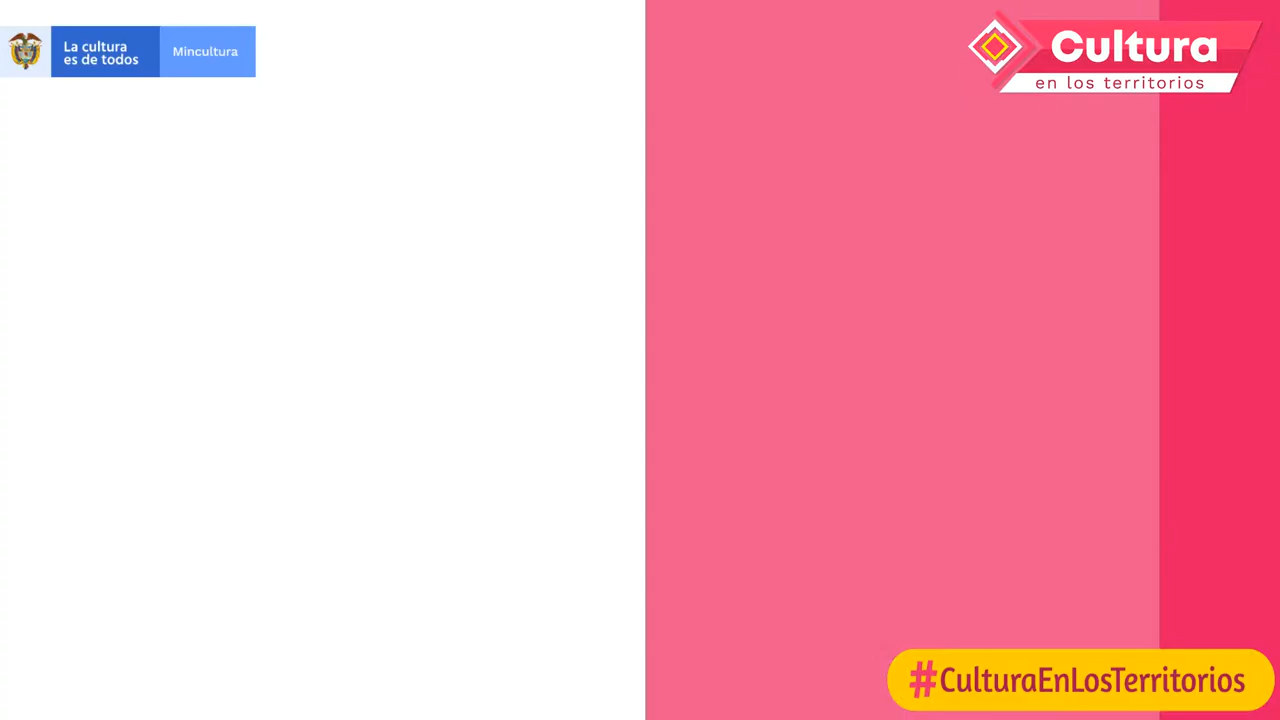 La cultura
es de todos
Mincultura
Cultura
en los territorios
#CulturaEnLosTerritorios